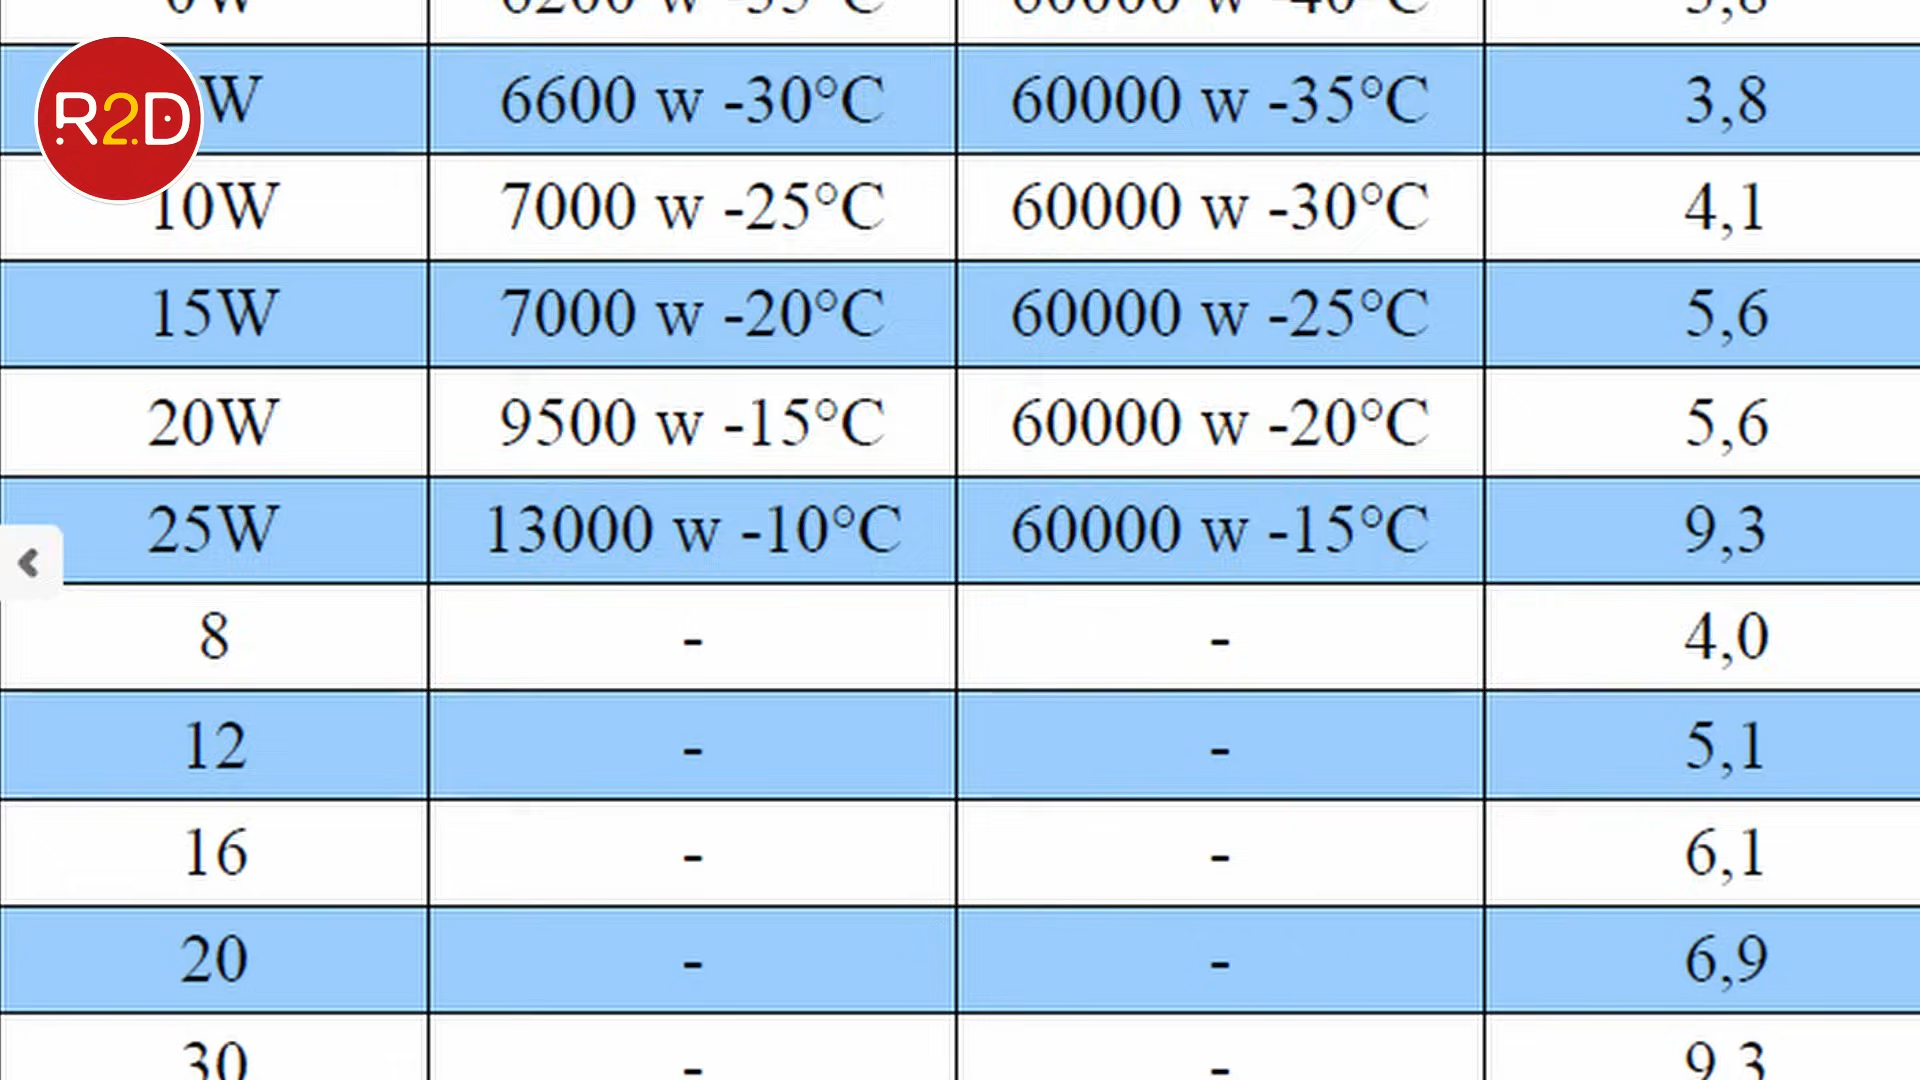 R2D
W 6600 w -30°C 60000 w -35°C 3,8
10W 7000 w -25°C 60000 w -30°C 4,1
15W 7000 w -20°C 60000 w -25°C 5,6
20W 9500 w -15°C 60000 w -20°C 5,6
25W 13000 w -10°C 60000 w -15°C 9,3
8 - - 4,0
12 - - 5,1
16 - - 6,1
20 - - 6,9
30 - - 9,3